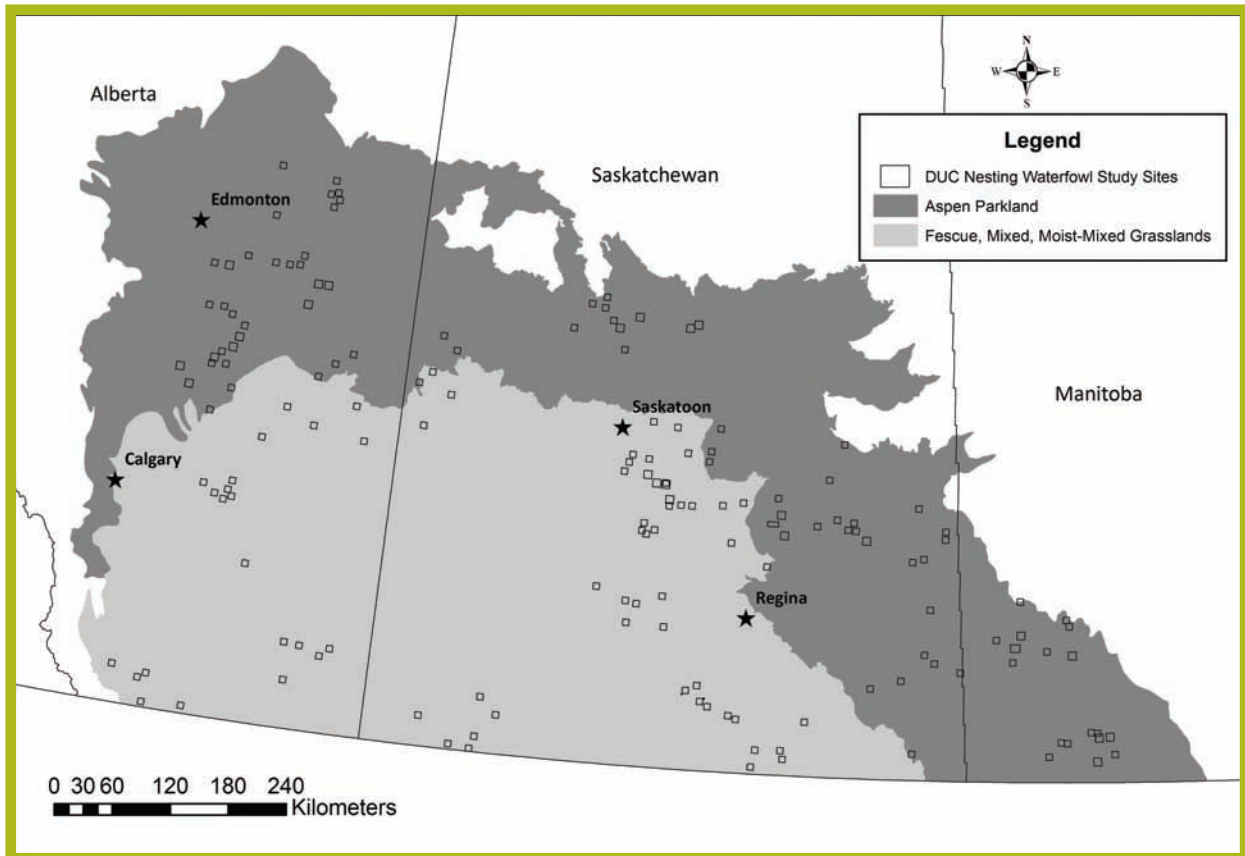 N
W E
S
Alberta
Saskatchewan
Legend
DUC Nesting Waterfowl Study Sites
Aspen Parkland
Fescue, Mixed, Moist-Mixed Grasslands
Edmonton
Manitoba
Saskatoon
Calgary
Regina
0 30 60 120 180 240
Kilometers